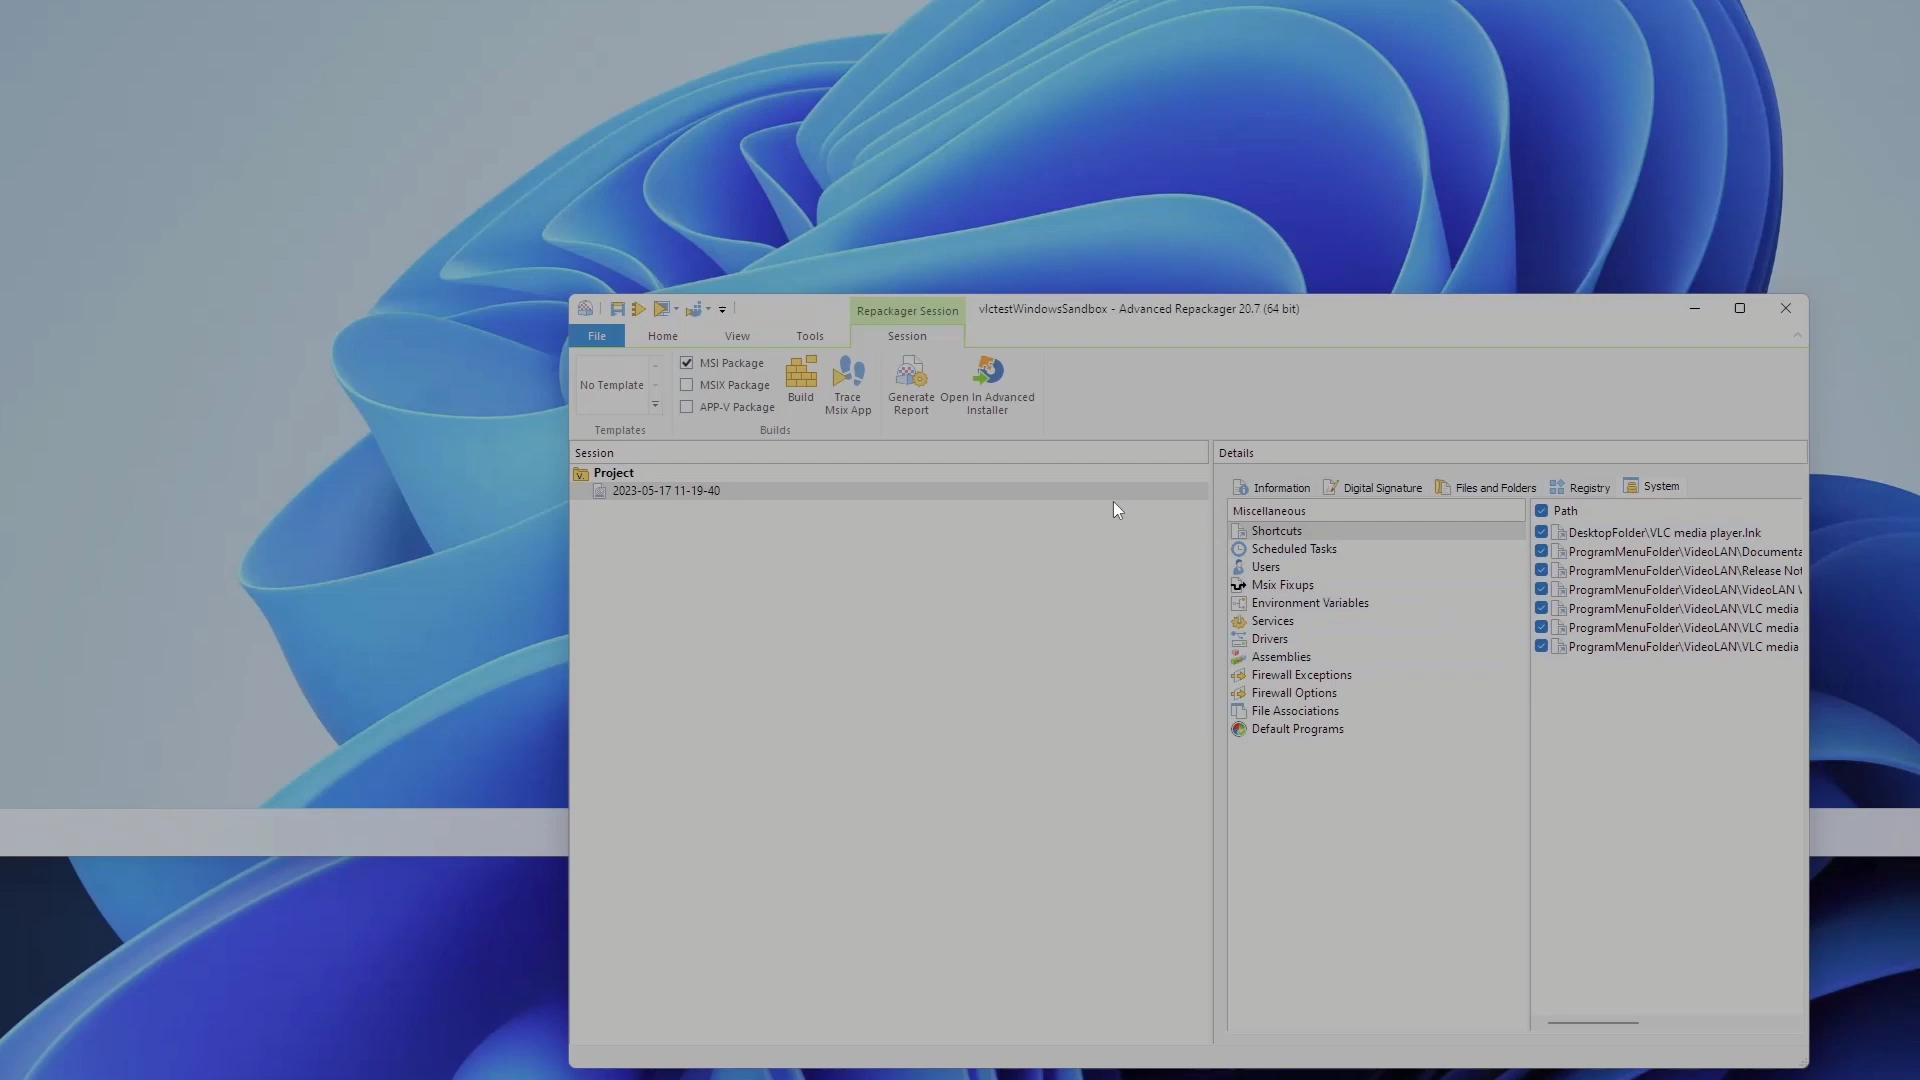 Repackager Session
vlctestWindowsSandbox - Advanced Repackager 20.7 (64 bit)
File
Home
View
Tools
Session
No Template
Templates
MSI Package
MSIX Package
APP-V Package
Build
Trace
Msix App
Builds
Generate
Report
Open In Advanced
Installer
Session
Project
2023-05-17 11-19-40
Details
Information
Digital Signature
Files and Folders
Registry
System
Miscellaneous
Shortcuts
Scheduled Tasks
Users
Msix Fixups
Environment Variables
Services
Drivers
Assemblies
Firewall Exceptions
Firewall Options
File Associations
Default Programs
Path
DesktopFolder\VLC media player.lnk
ProgramMenuFolder\VideoLAN\Documenta
ProgramMenuFolder\VideoLAN\Release Not
ProgramMenuFolder\VideoLAN\VideoLAN
ProgramMenuFolder\VideoLAN\VLC media
ProgramMenuFolder\VideoLAN\VLC media
ProgramMenuFolder\VideoLAN\VLC media